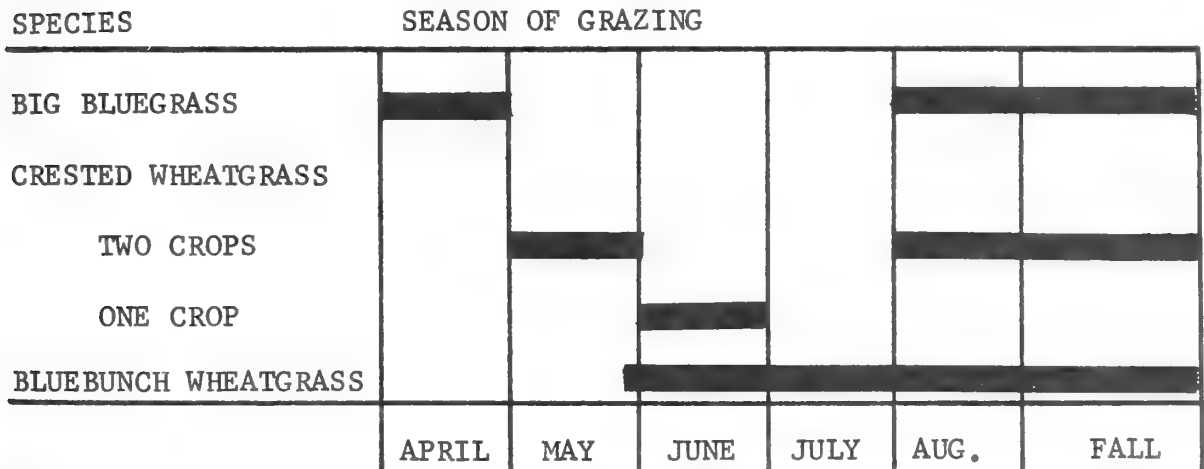 SPECIES SEASON OF GRAZING
BIG BLUEGRASS
CRESTED WHEATGRASS
TWO CROPS
ONE CROP
BLUEBUNCH WHEATGRASS
APRIL MAY JUNE JULY AUG. FALL